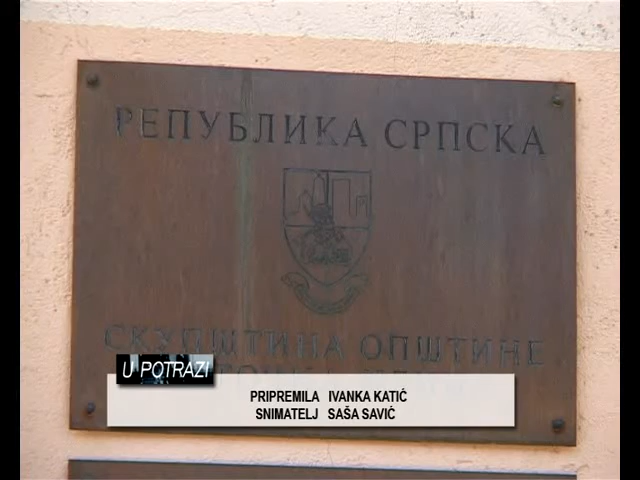 РЕПУБЛИКА СРПСКА
СКУПШТИНА ОПШТИНЕ
U POTRAZI
PRIPREMILA IVANKA KATIĆ
SNIMATELJ SAŠA SAVIĆ